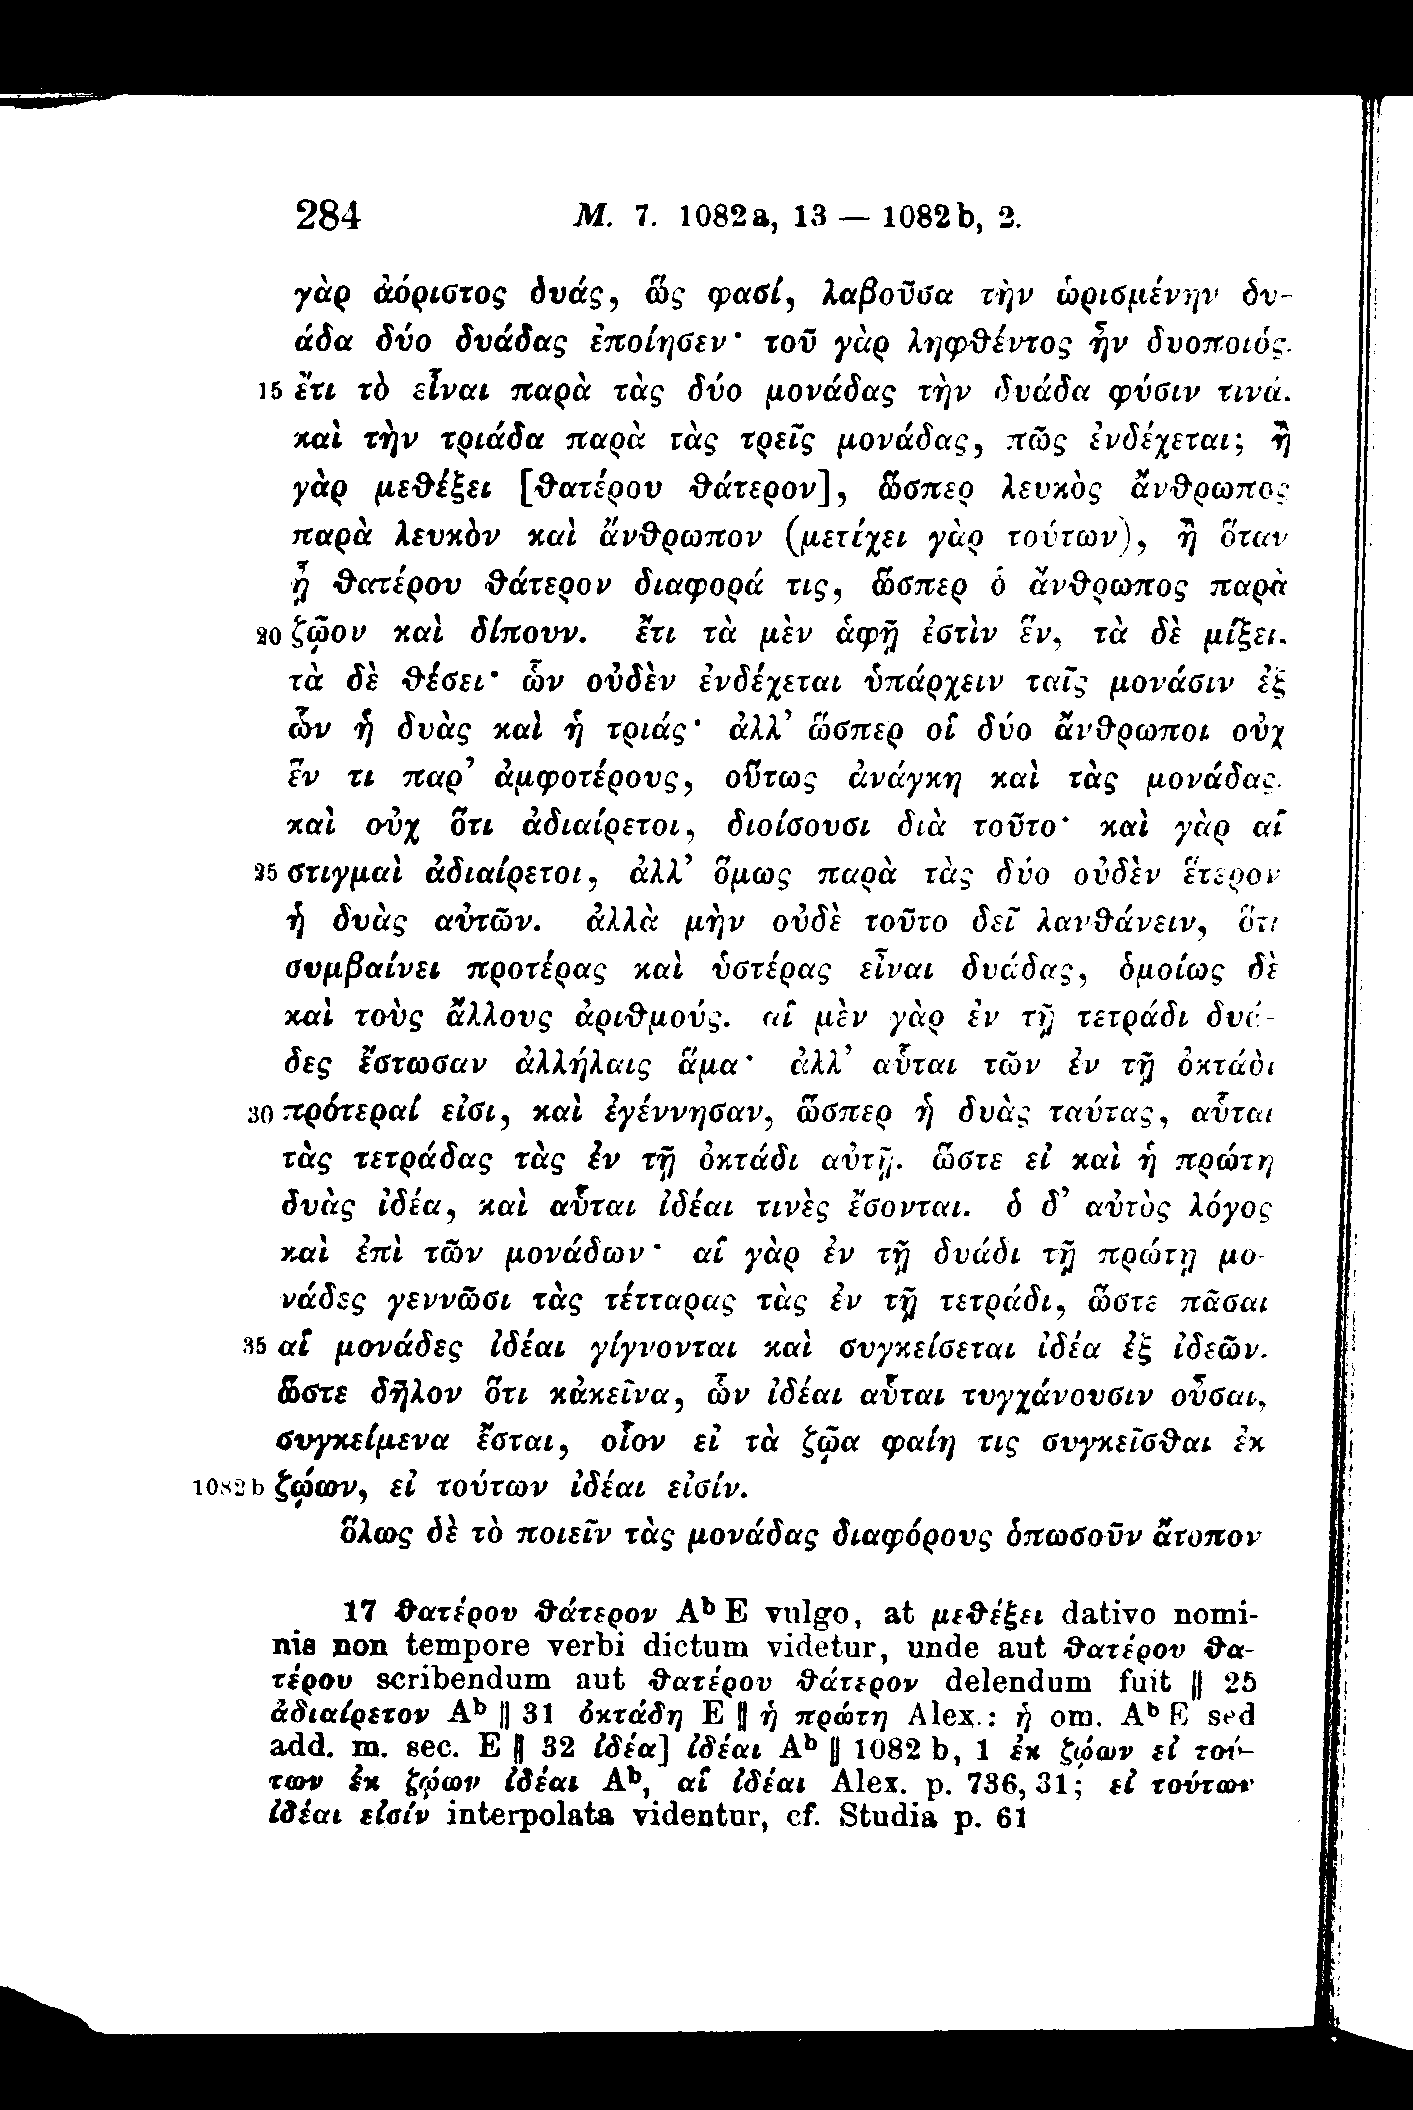 284 M. 7. 1082a, 13 — 1082b, 2.
γὰρ ἀόριστος δυάς, ὥς φασί, λαβοῦσα τὴν ὡρισμένην δυ-
άδα δύο δυάδας ἐποίησεν· τοῦ γὰρ ληφθέντος ἦν δυοποιός.
15 ἔτι τὸ εἶναι παρὰ τὰς δύο μονάδας τὴν δυάδα φύσιν τινά.
καὶ τὴν τριάδα παρὰ τὰς τρεῖς μονάδας, πῶς ἐνδέχεται; ἢ
γὰρ μεθέξει [θατέρου θάτερον], ὥσπερ λευκὸς ἄνθρωπος
παρὰ λευκὸν καὶ ἄνθρωπον (μετέχει γὰρ τούτων), ἢ ὅταν
ᾖ θατέρου θάτερον διαφορά τις, ὥσπερ ὁ ἄνθρωπος παρὰ
20 ζῷον καὶ δίπουν. ἔτι τὰ μὲν ἁφῇ ἐστὶν ἕν, τὰ δὲ μίξει.
τὰ δὲ θέσει· ὧν οὐδὲν ἐνδέχεται ὑπάρχειν ταῖς μονάσιν ἐξ
ὧν ἡ δυὰς καὶ ἡ τριάς· ἀλλ’ ὥσπερ οἱ δύο ἄνθρωποι οὐχ
ἕν τι παρ’ ἀμφοτέρους, οὕτως ἀνάγκη καὶ τὰς μονάδας.
καὶ οὐχ ὅτι ἀδιαίρετοι, διοίσουσι διὰ τοῦτο· καὶ γὰρ αἱ
25 στιγμαὶ ἀδιαίρετοι, ἀλλ’ ὅμως παρὰ τὰς δύο οὐδὲν ἕτερον
ἡ δυὰς αὐτῶν. ἀλλὰ μὴν οὐδὲ τοῦτο δεῖ λανθάνειν, ὅτι
συμβαίνει προτέρας καὶ ὑστέρας εἶναι δυάδας, ὁμοίως δὲ
καὶ τοὺς ἄλλους ἀριθμούς. αἱ μὲν γὰρ ἐν τῇ τετράδι δυά-
δες ἔστωσαν ἀλλήλαις ἅμα· ἀλλ’ αὗται τῶν ἐν τῇ ὀκτάδι
30 πρότεραί εἰσι, καὶ ἐγέννησαν, ὥσπερ ἡ δυὰς ταύτας, αὗται
τὰς τετράδας τὰς ἐν τῇ ὀκτάδι αὐτῇ. ὥστε εἰ καὶ ἡ πρώτη
δυὰς ἰδέα, καὶ αὗται ἰδέαι τινὲς ἔσονται. ὁ δ’ αὐτὸς λόγος
καὶ ἐπὶ τῶν μονάδων· αἱ γὰρ ἐν τῇ δυάδι τῇ πρώτῃ μο-
νάδες γεννῶσι τὰς τέτταρας τὰς ἐν τῇ τετράδι, ὥστε πᾶσαι
35 αἱ μονάδες ἰδέαι γίγνονται καὶ συγκείσεται ἰδέα ἐξ ἰδεῶν.
ὥστε δῆλον ὅτι κἀκεῖνα, ὧν ἰδέαι αὗται τυγχάνουσιν οὖσαι,
συγκείμενα ἔσται, οἷον εἰ τὰ ζῷα φαίη τις συγκεῖσθαι ἐκ
1082b ζῴων, εἰ τούτων ἰδέαι εἰσίν.
ὅλως δὲ τὸ ποιεῖν τὰς μονάδας διαφόρους ὁπωσοῦν ἄτοπον
17 θατέρου θάτερον Aᵇ E vulgo, at μεθέξει dativo nomi-
nis non tempore verbi dictum videtur, unde aut θατέρου θα-
τέρου scribendum aut θατέρου θάτερον delendum fuit || 25
ἀδιαίρετον Aᵇ || 31 ὀκτάδη E || ἡ πρώτη Alex.: ἡ om. Aᵇ E sed
add. m. sec. E || 32 ἰδέα] ἰδέαι Aᵇ || 1082 b, 1 ἐκ ζῴων εἰ τού-
των ἐκ ζῴων ἰδέαι Aᵇ, αἱ ἰδέαι Alex. p. 736, 31; εἰ τούτων
ἰδέαι εἰσίν interpolata videntur, cf. Studia p. 61